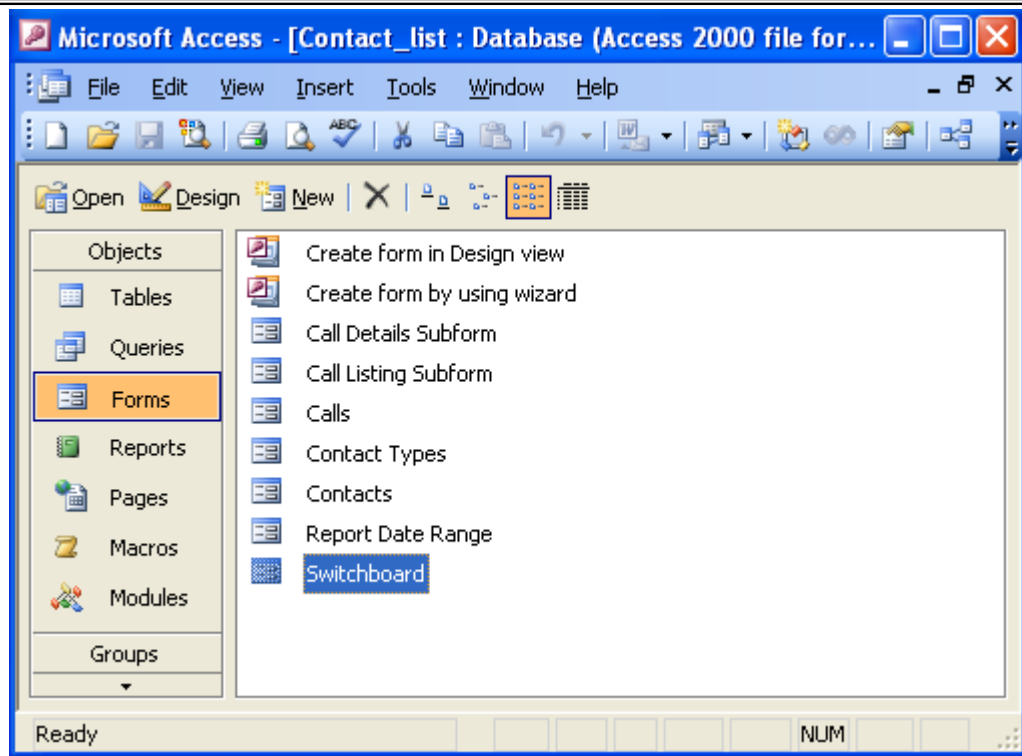 Microsoft Access - [Contact_list : Database (Access 2000 file for...
File Edit View Insert Tools Window Help
ABC
W
Open Design New
Objects
Tables
Queries
Forms
Reports
Pages
Macros
Modules
Groups
Create form in Design view
Create form by using wizard
Call Details Subform
Call Listing Subform
Calls
Contact Types
Contacts
Report Date Range
Switchboard
Ready NUM